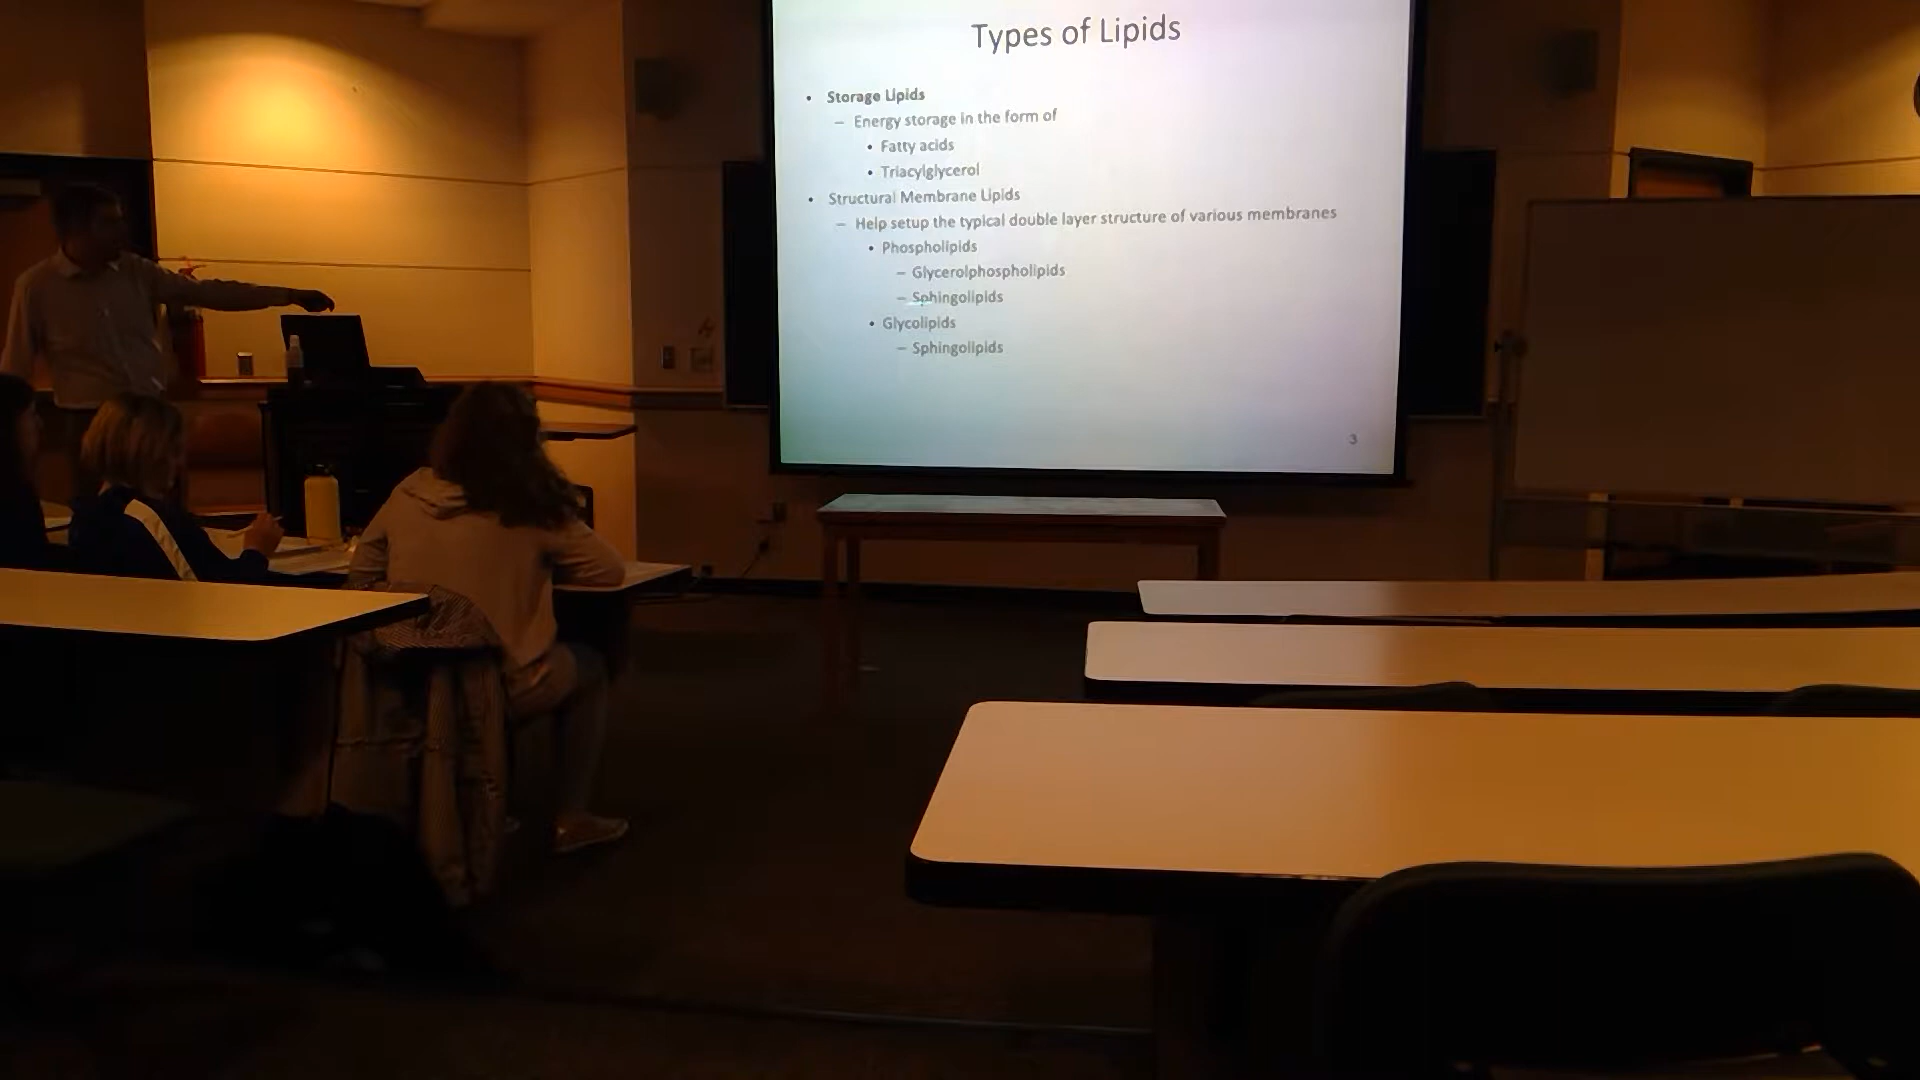 Types of Lipids
• Storage Lipids
– Energy storage in the form of
• Fatty acids
• Triacylglycerol
• Structural Membrane Lipids
– Help setup the typical double layer structure of various membranes
• Phospholipids
– Glycerolphospholipids
– Sphingolipids
• Glycolipids
– Sphingolipids
3